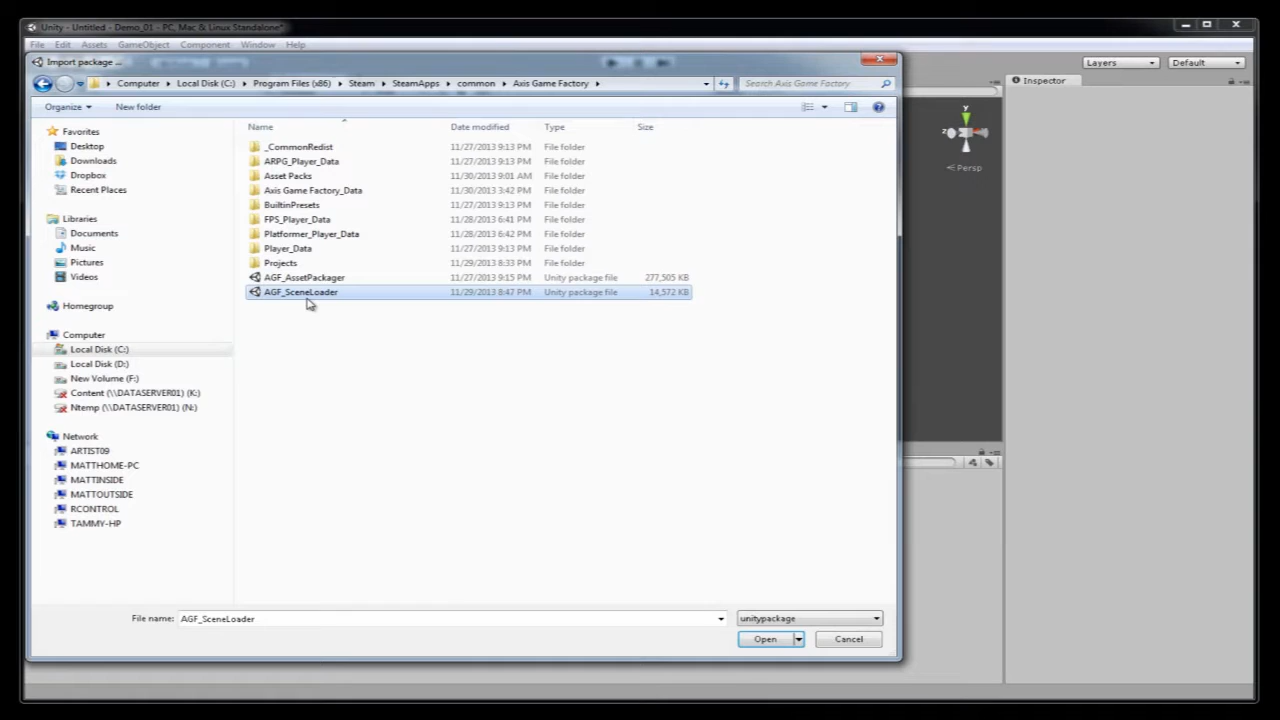 Unity - Untitled - Demo_01 - PC, Mac & Linux Standalone*
File Edit Assets GameObject Component Window Help
Import package ...
Layers
Default
Computer Local Disk (C:) Program Files (x86) Steam SteamApps common Axis Game Factory
Search Axis Game Factory
Inspector
Organize
New folder
Name Date modified Type Size
Favorites
Desktop
Downloads
Dropbox
Recent Places
Libraries
Documents
Music
Pictures
Videos
Homegroup
Computer
Local Disk (C:)
Local Disk (D:)
New Volume (F:)
Content (\\DATASERVER01) (K:)
Ntemp (\\DATASERVER01) (N:)
Network
ARTIST09
MATTHOME-PC
MATTINSIDE
MATTOUTSIDE
RCONTROL
TAMMY-HP
_CommonRedist 11/27/2013 9:13 PM File folder
ARPG_Player_Data 11/27/2013 9:13 PM File folder
Asset Packs 11/30/2013 9:01 AM File folder
Axis Game Factory_Data 11/30/2013 3:42 PM File folder
BuiltinPresets 11/27/2013 9:13 PM File folder
FPS_Player_Data 11/28/2013 6:41 PM File folder
Platformer_Player_Data 11/28/2013 6:42 PM File folder
Player_Data 11/27/2013 9:13 PM File folder
Projects 11/29/2013 8:33 PM File folder
AGF_AssetPackager 11/27/2013 9:15 PM Unity package file 277,505 KB
AGF_SceneLoader 11/29/2013 8:47 PM Unity package file 14,572 KB
y
z
Persp
File name: AGF_SceneLoader
unitypackage
Open
Cancel